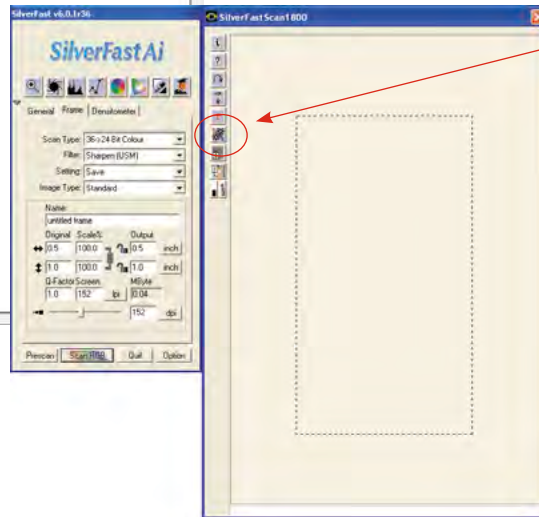 SilverFast v6.0.1r36
SilverFast Ai
General Frame Densitometer
Scan Type: 36->24 Bit Colour
Filter: Sharpen (USM)
Setting: Save
Image Type: Standard
Name:
untitled frame
Original Scale% Output
0.5 100.0 0.5 inch
1.0 100.0 1.0 inch
Q-Factor Screen MByte
1.0 152 lpi 0.04
152 dpi
Prescan Scan RGB Quit Option
SilverFastScan1800